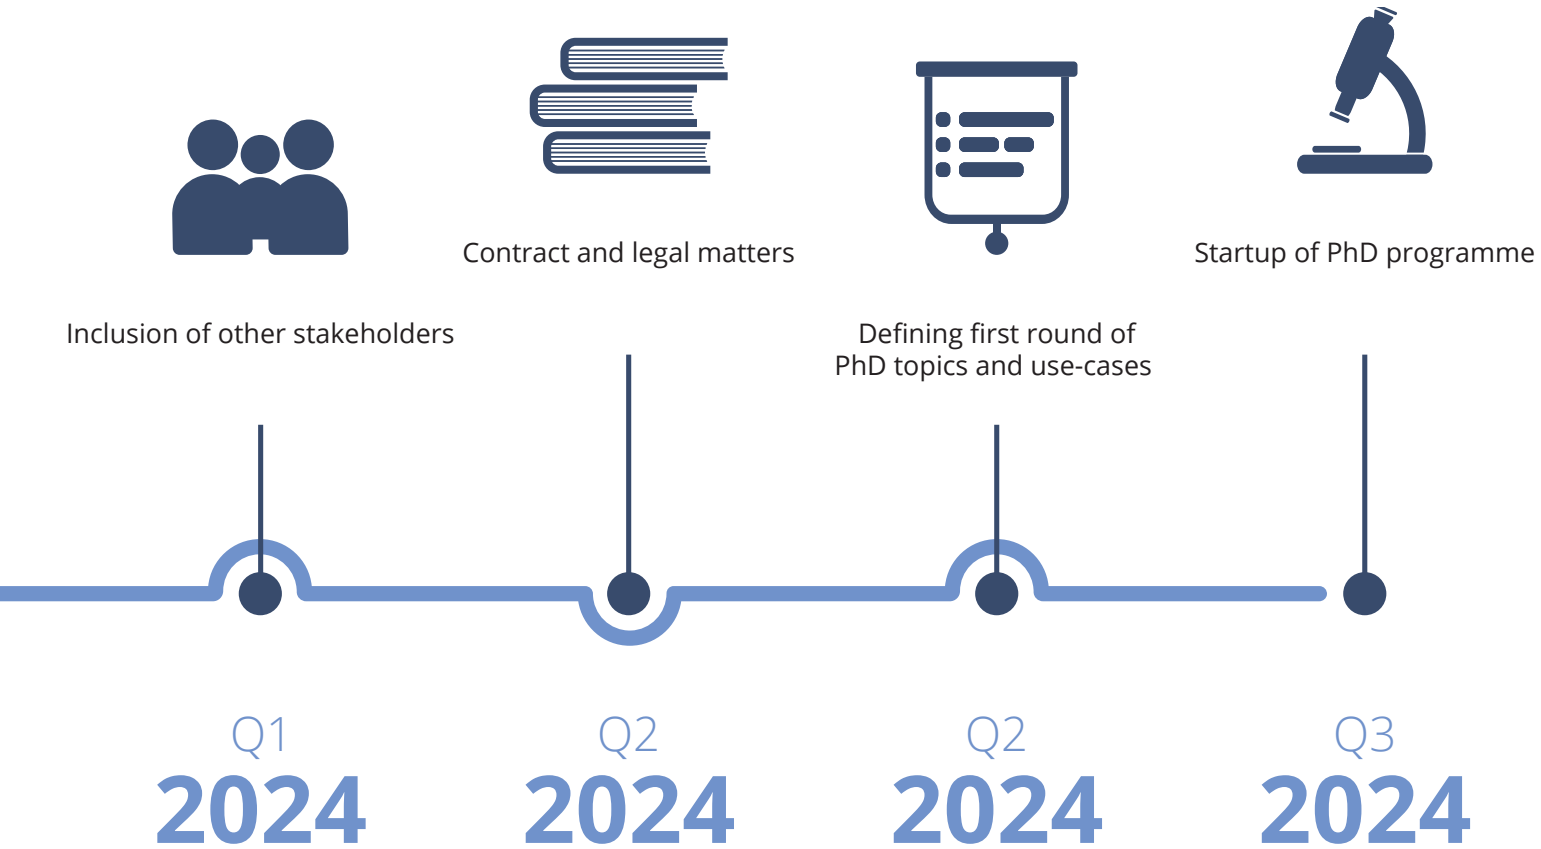 Inclusion of other stakeholders
Q1
2024
Contract and legal matters
Q2
2024
Defining first round of
PhD topics and use-cases
Q2
2024
Startup of PhD programme
Q3
2024